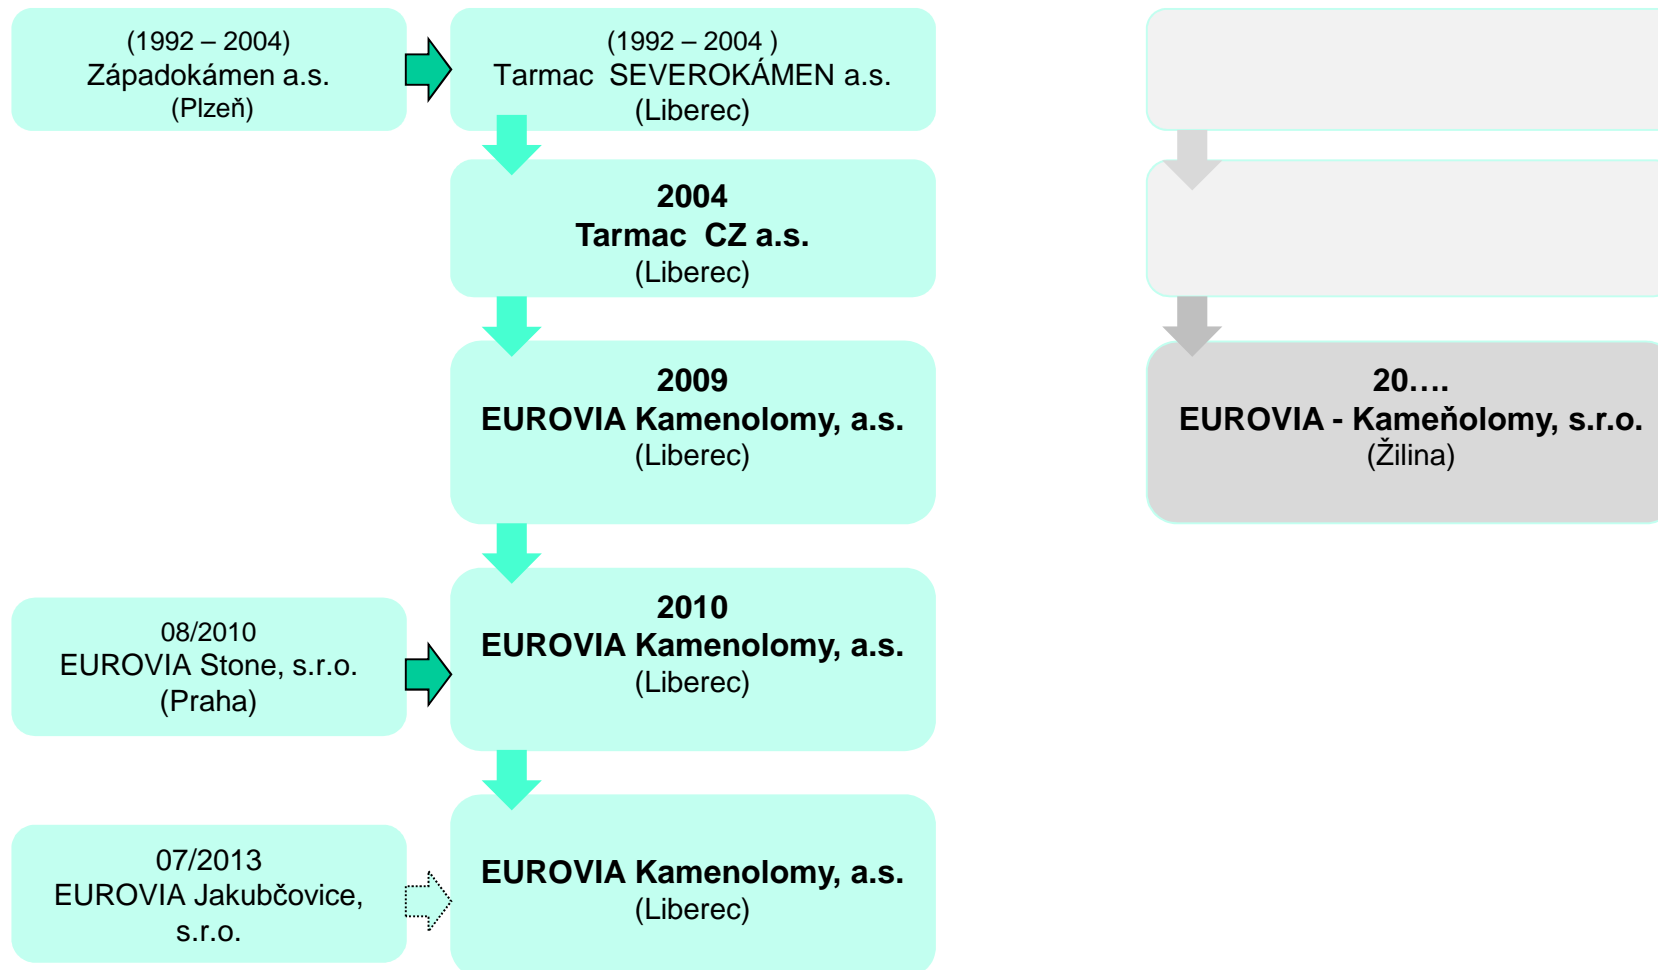 (1992 – 2004)
Západokámen a.s.
(Plzeň)
(1992 – 2004 )
Tarmac  SEVEROKÁMEN a.s.
(Liberec)
2004
Tarmac  CZ a.s.
(Liberec)
2009
EUROVIA Kamenolomy, a.s.
(Liberec)
20….
EUROVIA - Kameňolomy, s.r.o.
(Žilina)
08/2010
EUROVIA Stone, s.r.o.
(Praha)
2010
EUROVIA Kamenolomy, a.s.
(Liberec)
07/2013
EUROVIA Jakubčovice,
s.r.o.
EUROVIA Kamenolomy, a.s.
(Liberec)